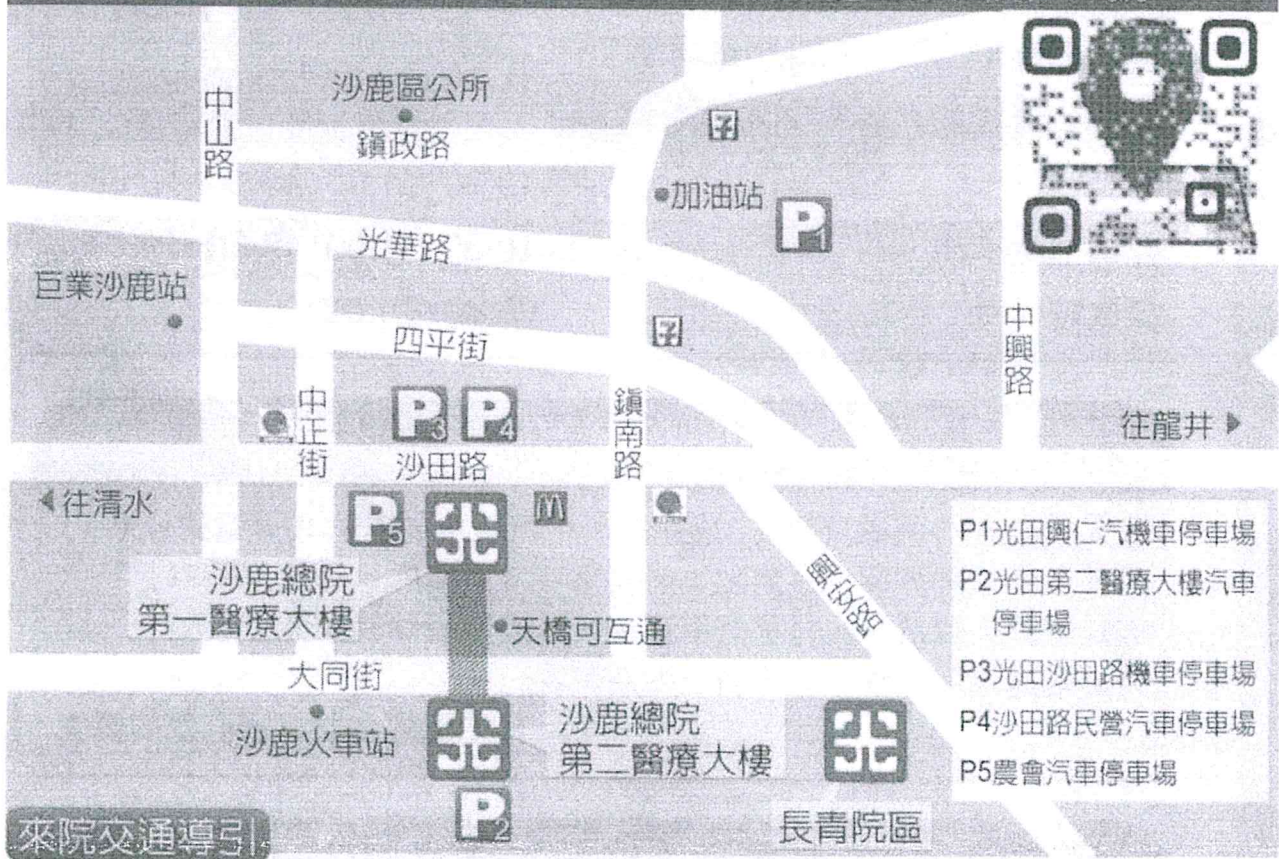 沙鹿區公所
鎮政路
中山路
加油站
P1
光華路
巨業沙鹿站
四平街
中興路
中正街
P3
P4
鎮南路
往龍井
沙田路
往清水
P5
沙鹿總院
第一醫療大樓
天橋可互通
興安路
大同街
沙鹿火車站
沙鹿總院
第二醫療大樓
P2
長青院區
P1光田興仁汽機車停車場
P2光田第二醫療大樓汽車
停車場
P3光田沙田路機車停車場
P4沙田路民營汽車停車場
P5農會汽車停車場
來院交通導引